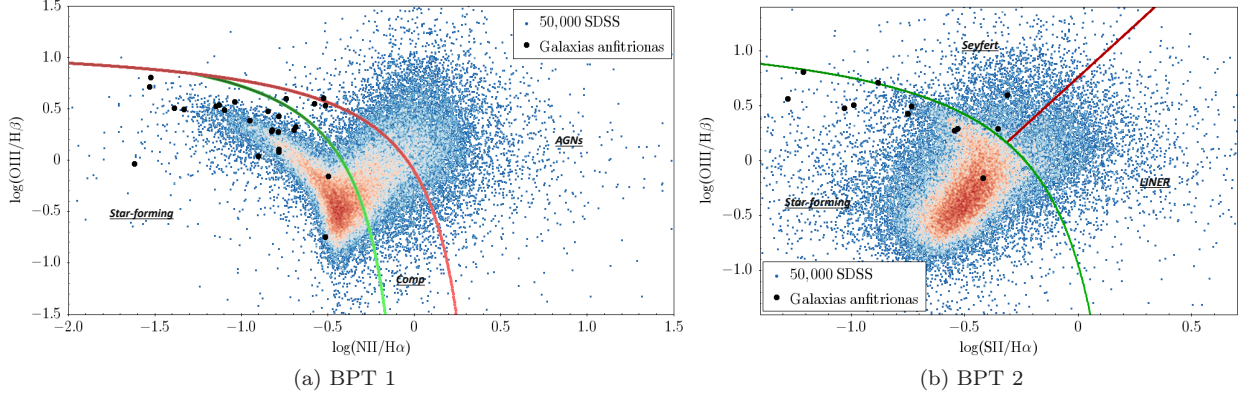 1.5
1.0
0.5
0
−0.5
−1.0
−1.5
log(OIII/Hβ)
50,000 SDSS
Galaxias anfitrionas
AGNs
Star-forming
Comp
−2.0 −1.5 −1.0 −0.5 0 0.5 1.0 1.5
log(NII/Hα)
(a) BPT 1
1.0
0.5
0
−0.5
−1.0
log(OIII/Hβ)
Seyfert
LINER
Star-forming
50,000 SDSS
Galaxias anfitrionas
−1.0 −0.5 0 0.5
log(SII/Hα)
(b) BPT 2